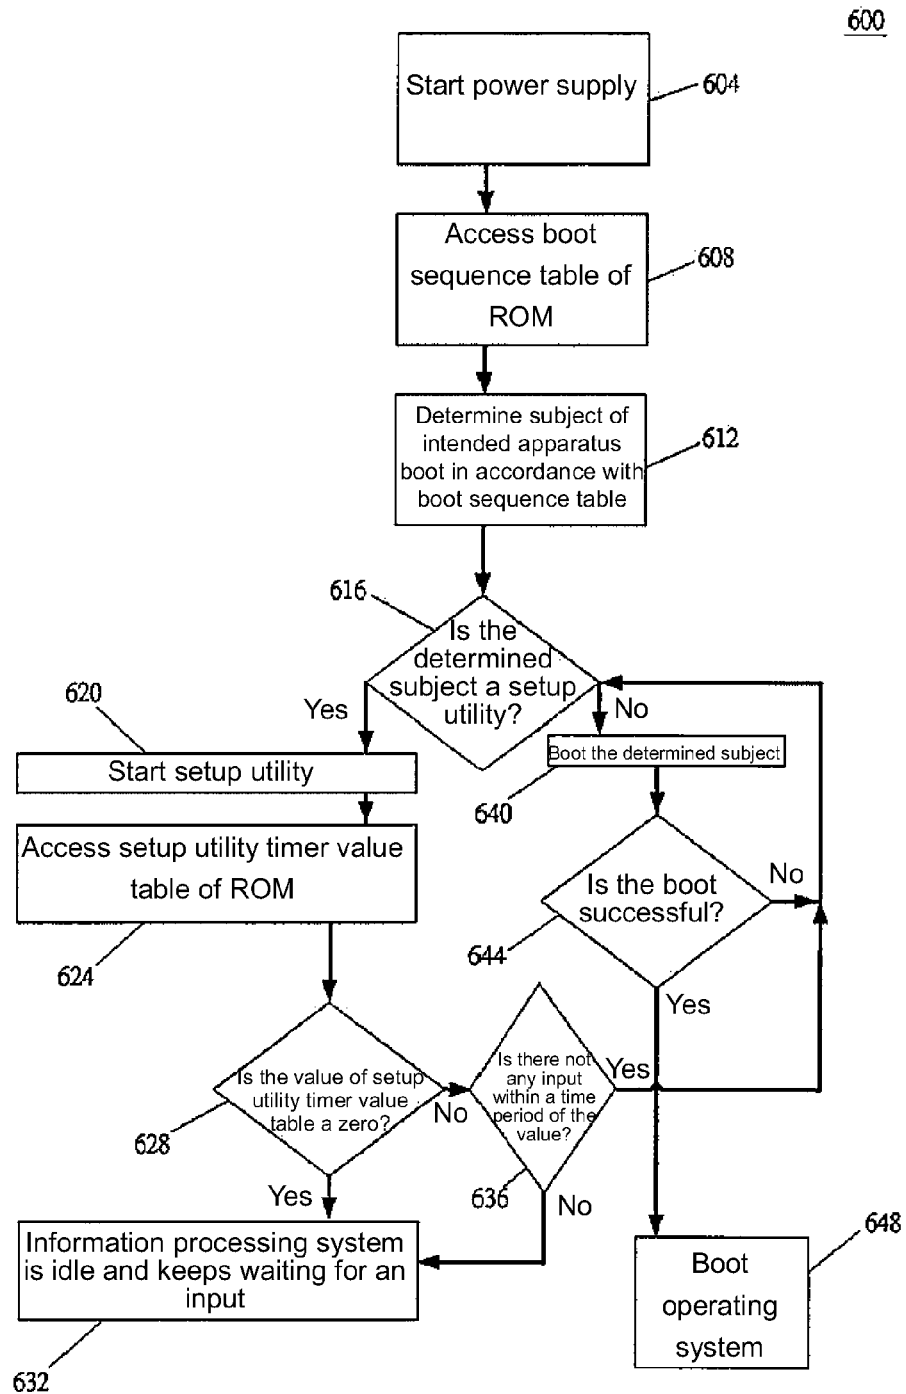 600
Start power supply
604
Access boot
sequence table of
ROM
608
Determine subject of
intended apparatus
boot in accordance with
boot sequence table
612
616
Is the
determined
subject a setup
utility?
Yes
No
620
Start setup utility
Boot the determined subject
640
Access setup utility timer value
table of ROM
624
Is the boot
successful?
No
644
Yes
Is the value of setup
utility timer value
table a zero?
628
No
Yes
Is there not
any input
within a time
period of the
value?
Yes
636
No
Information processing system
is idle and keeps waiting for an
input
632
Boot
operating
system
648